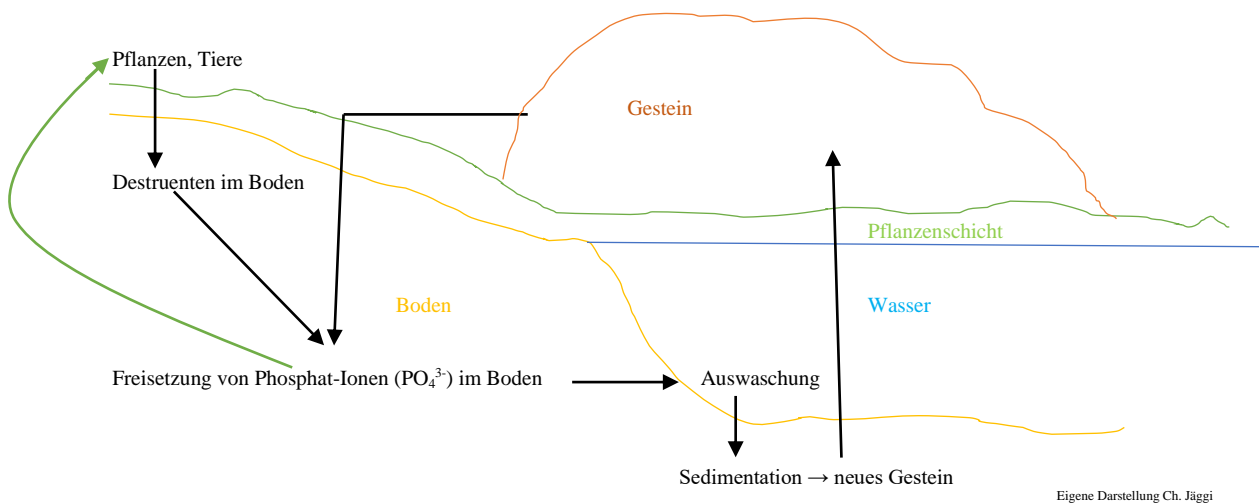 Pflanzen, Tiere
Gestein
Destruenten im Boden
Pflanzenschicht
Boden
Wasser
Freisetzung von Phosphat-Ionen (PO₄³⁻) im Boden
Auswaschung
Sedimentation → neues Gestein
Eigene Darstellung Ch. Jäggi